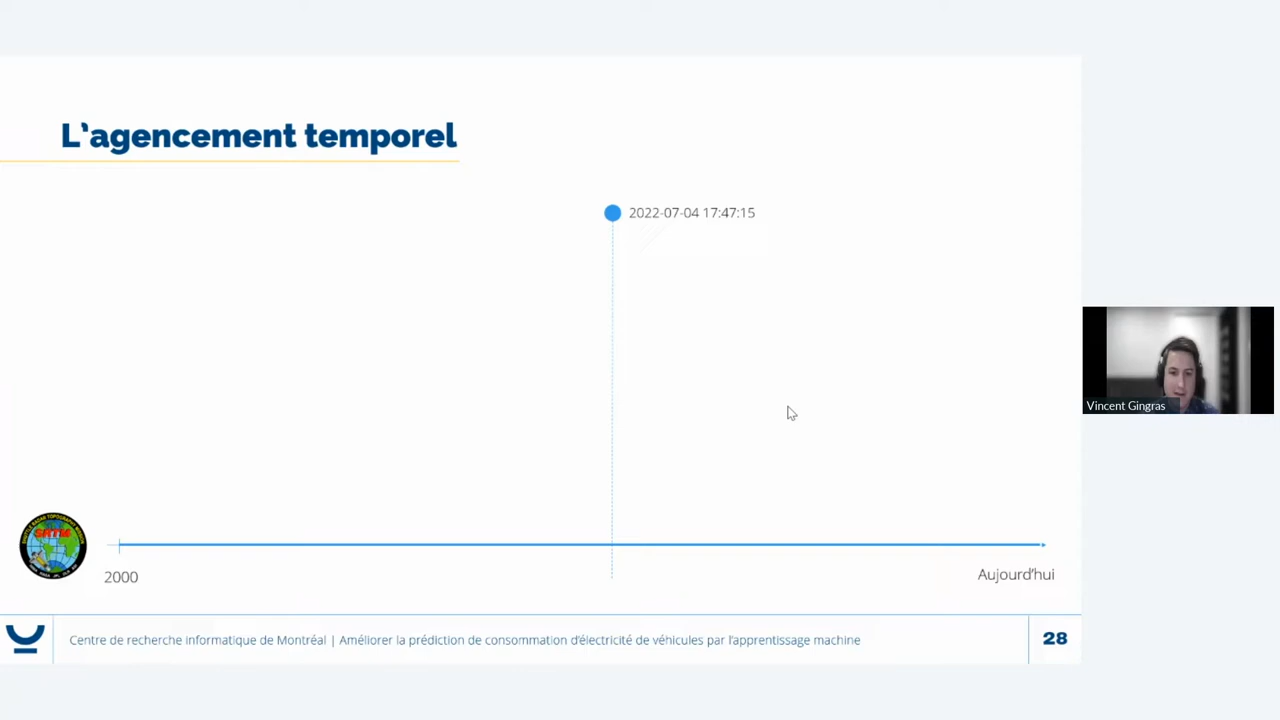 L'agencement temporel
2022-07-04 17:47:15
Vincent Gingras
SRTM
2000
Aujourd'hui
Centre de recherche informatique de Montréal | Améliorer la prédiction de consommation d'électricité de véhicules par l'apprentissage machine
28